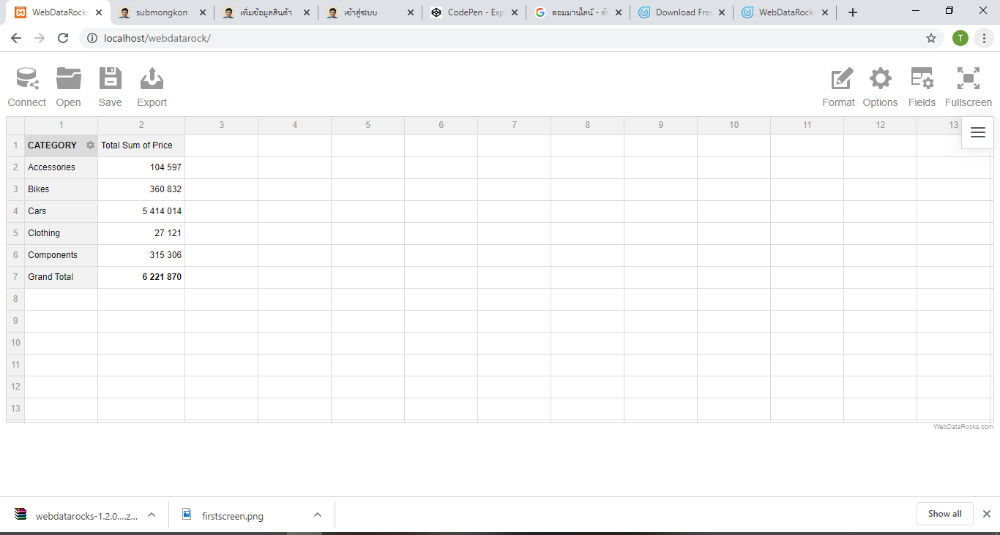 WebDataRocks
submongkon
เพิ่มข้อมูลสินค้า
เข้าสู่ระบบ
CodePen - Exp
ดอมมานไลน์ - ค้
Download Free
WebDataRocks
localhost/webdatarock/
T
Connect Open Save Export Format Options Fields Fullscreen
1 2 3 4 5 6 7 8 9 10 11 12 13
1 CATEGORY Total Sum of Price
2 Accessories 104 597
3 Bikes 360 832
4 Cars 5 414 014
5 Clothing 27 121
6 Components 315 306
7 Grand Total 6 221 870
8
9
10
11
12
13
WebDataRocks.com
webdatarocks-1.2.0....z... firstscreen.png Show all